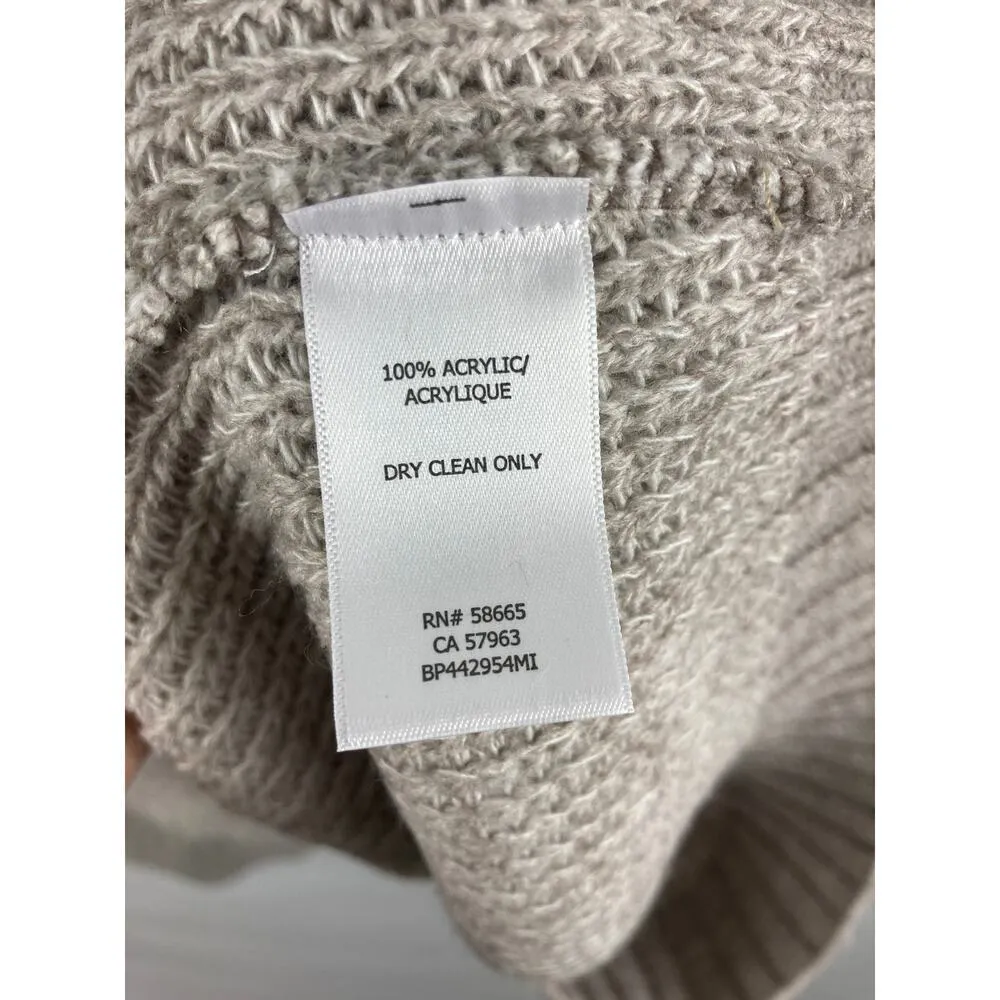 100% ACRYLIC/
ACRYLIQUE
DRY CLEAN ONLY
RN# 58665
CA 57963
BP442954MI